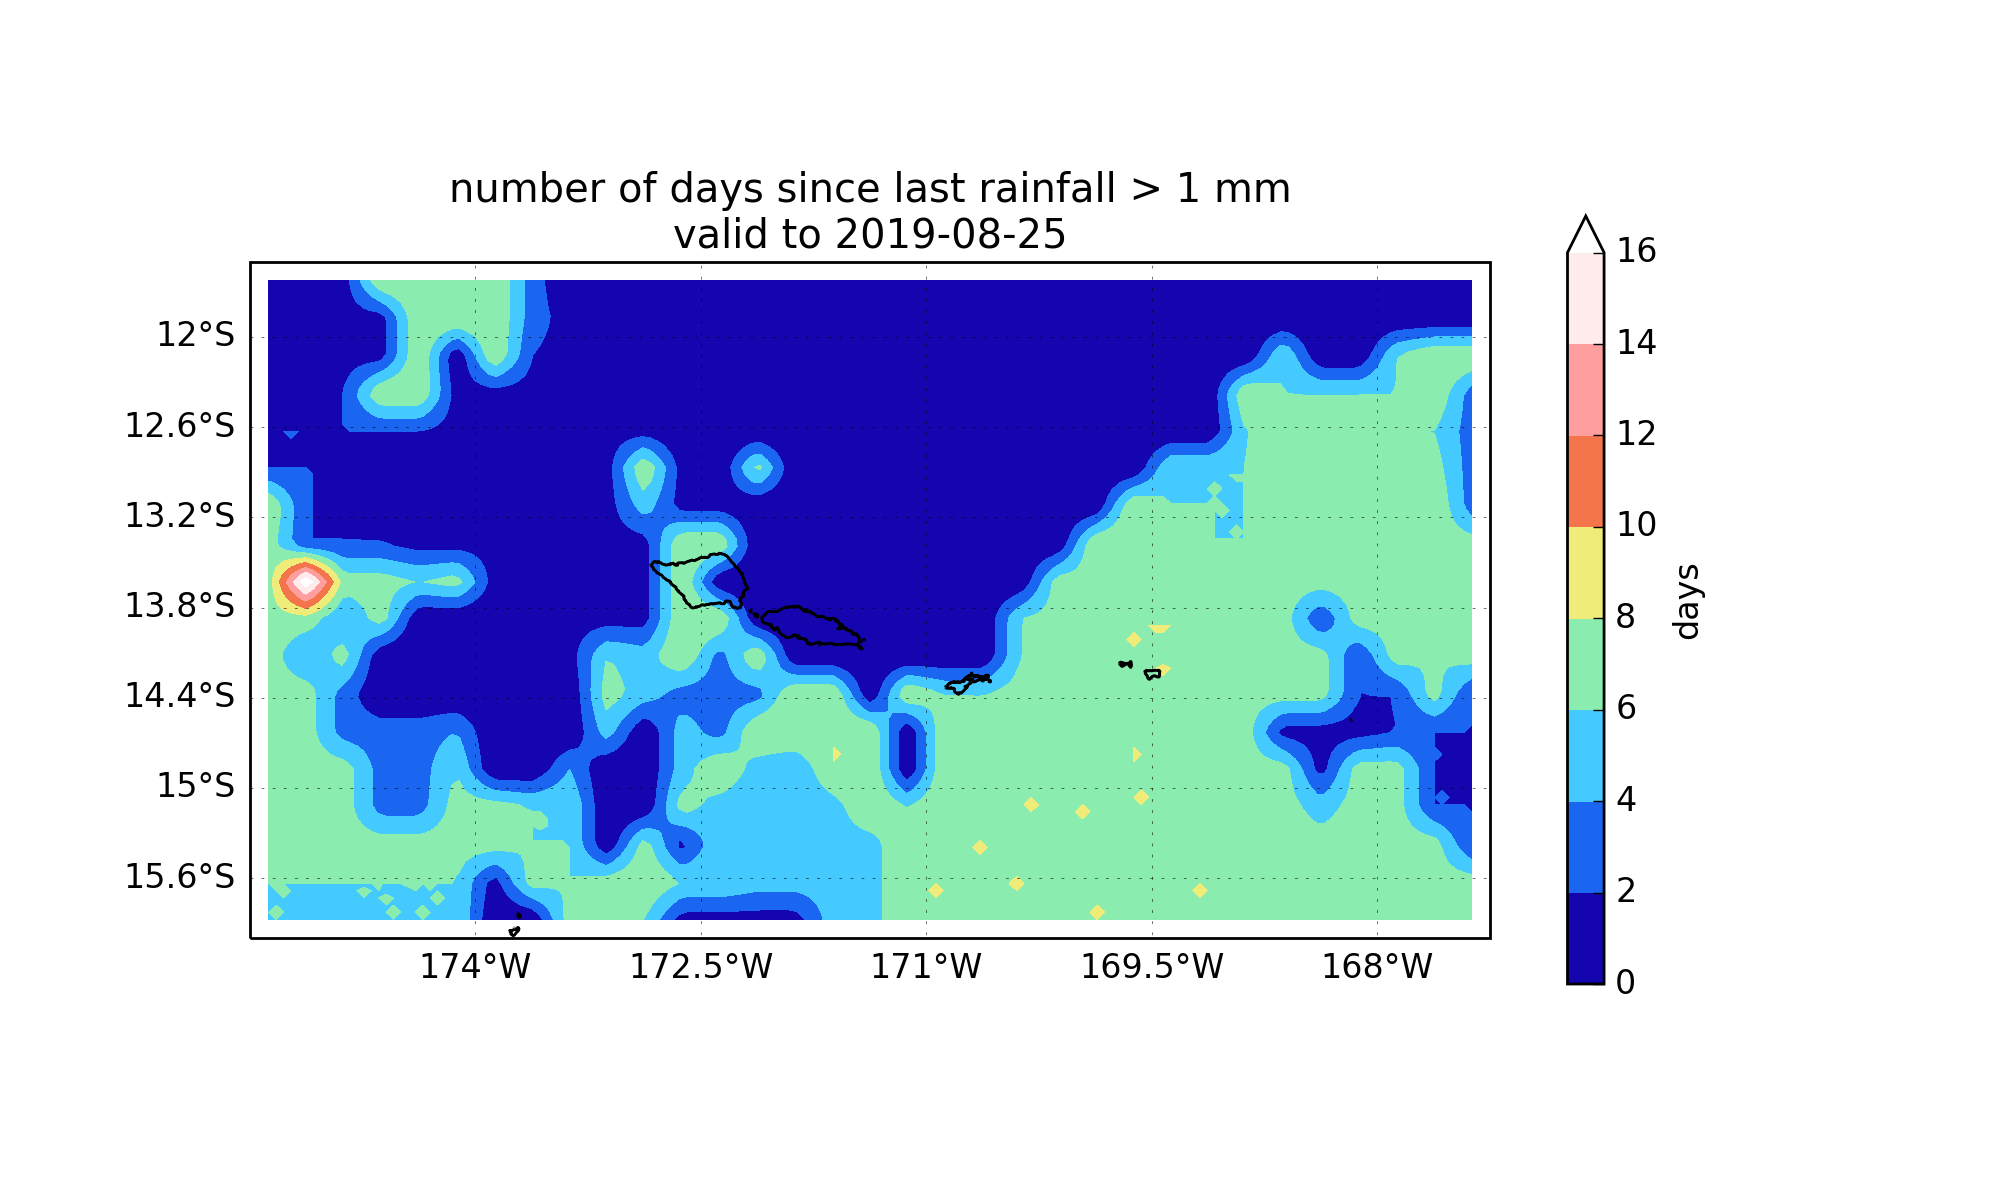 number of days since last rainfall > 1 mm
valid to 2019-08-25
12°S
12.6°S
13.2°S
13.8°S
14.4°S
15°S
15.6°S
174°W
172.5°W
171°W
169.5°W
168°W
16
14
12
10
8
6
4
2
0
days